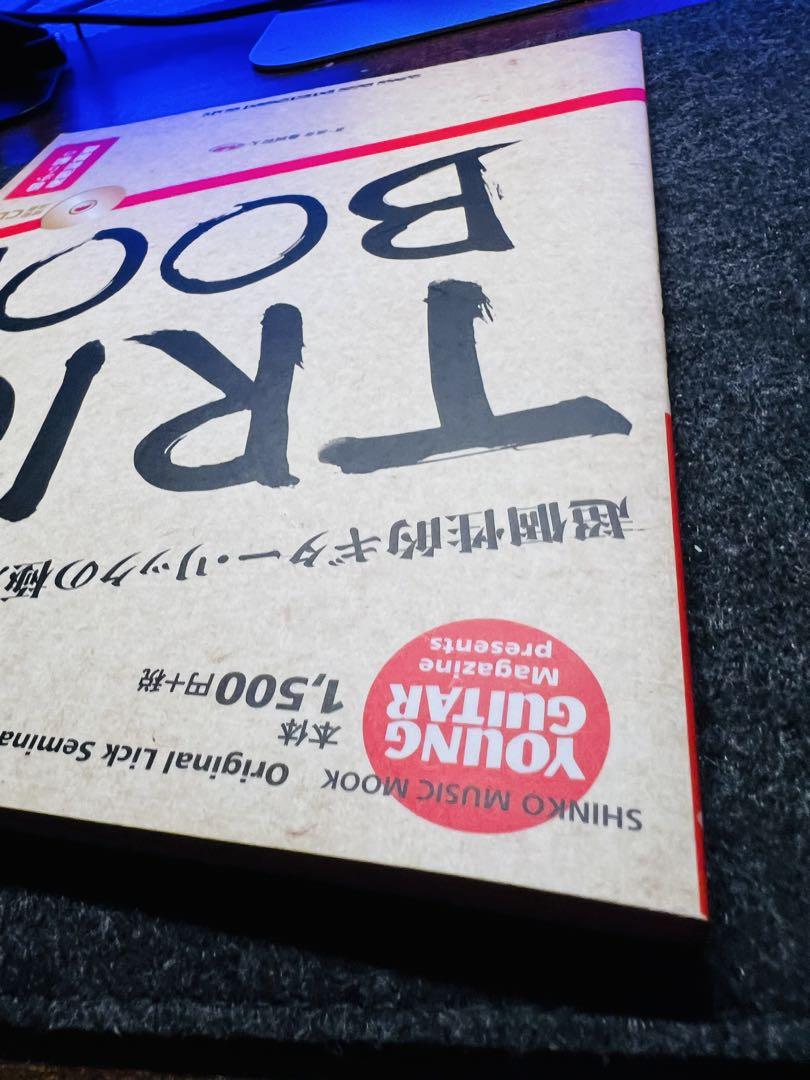 SHINKO MUSIC MOOK
Original Lick Semina
YOUNG
GUITAR
Magazine
presents
本体
1,500円+税
超個性的ギター・リックの極
TRI
BOO